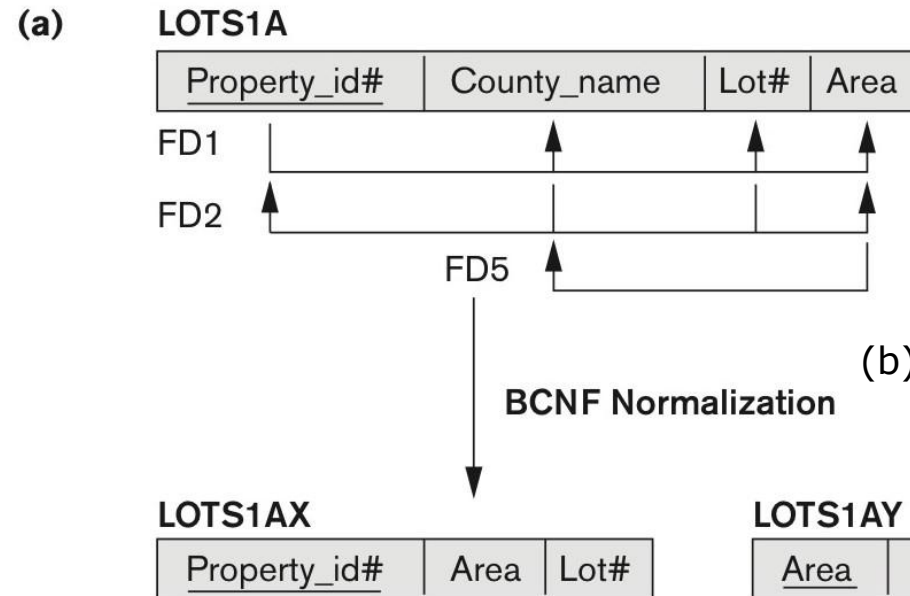 (a) LOTS1A
Property_id# County_name Lot# Area
FD1
FD2
FD5
(b)
BCNF Normalization
LOTS1AX LOTS1AY
Property_id# Area Lot# Area